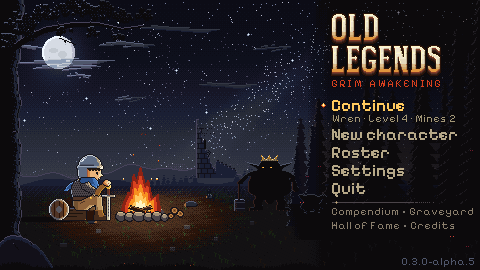 OLD
LEGENDS
GRIM AWAKENING
Continue
Wren · Level 4 · Mines 2
New character
Roster
Settings
Quit
Compendium · Graveyard
Hall of Fame · Credits
0.3.0-alpha.5